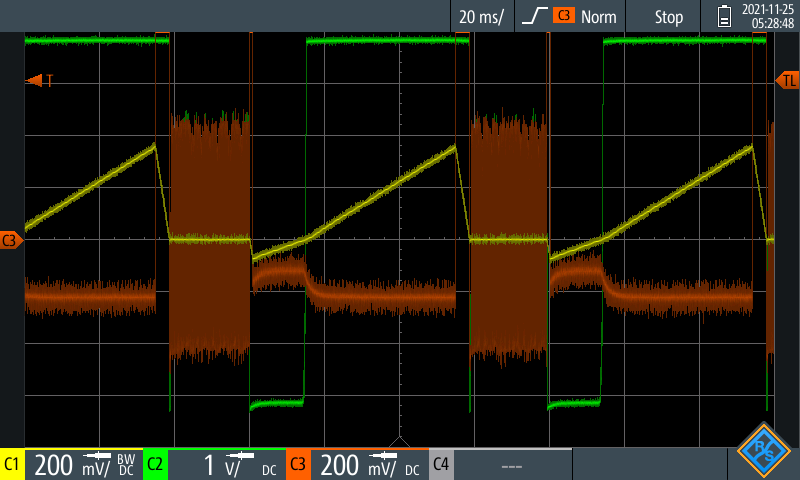 20 ms/ C3 Norm Stop 2021-11-25
05:28:48
T TL
C3
C1 200 mV/ BW DC C2 1 V/ DC C3 200 mV/ DC C4 ---
R S